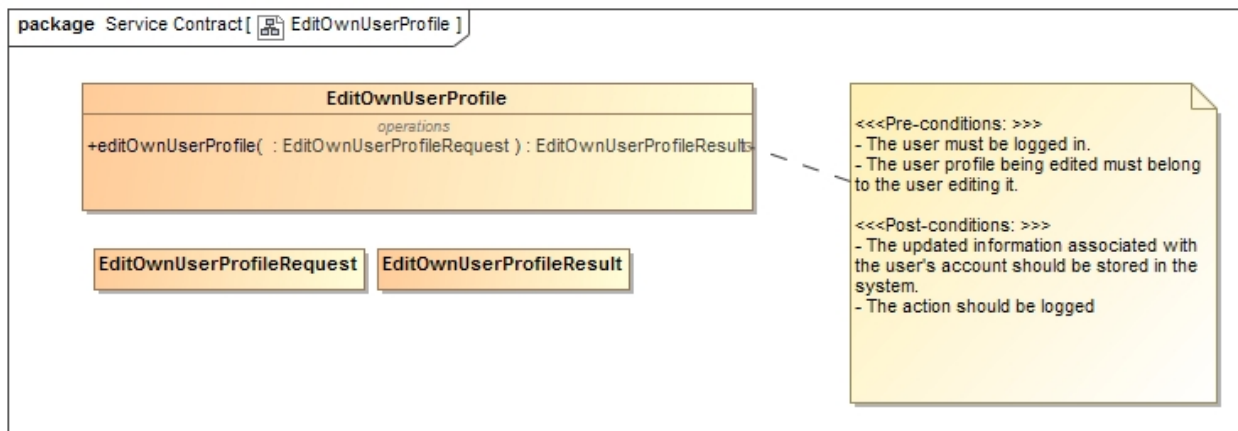 package Service Contract [ EditOwnUserProfile ]
EditOwnUserProfile
operations
+editOwnUserProfile( : EditOwnUserProfileRequest ) : EditOwnUserProfileResult
EditOwnUserProfileRequest
EditOwnUserProfileResult
<<<Pre-conditions: >>>
- The user must be logged in.
- The user profile being edited must belong
to the user editing it.
<<<Post-conditions: >>>
- The updated information associated with
the user's account should be stored in the
system.
- The action should be logged